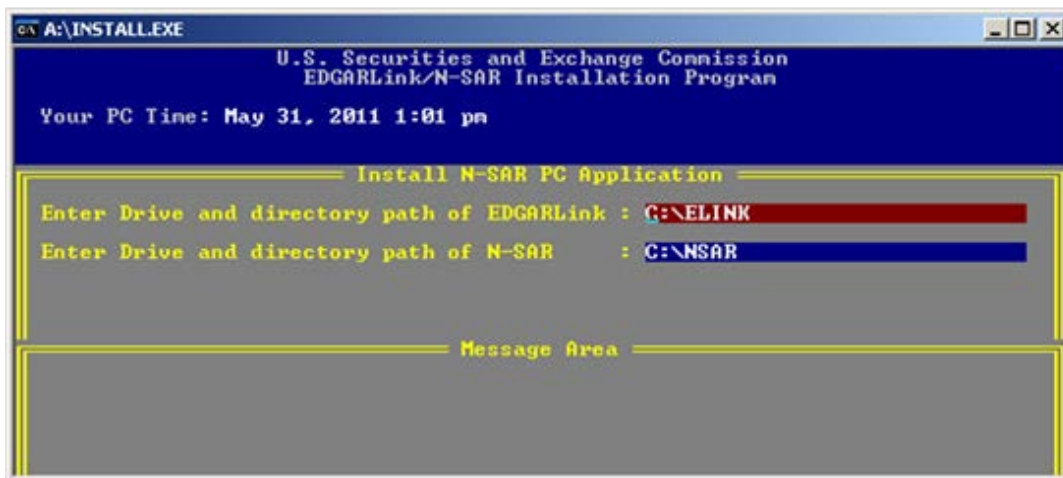 A:\INSTALL.EXE
U.S. Securities and Exchange Commission
EDGARLink/N-SAR Installation Program
Your PC Time: May 31, 2011 1:01 pm
Install N-SAR PC Application
Enter Drive and directory path of EDGARLink : C:\ELINK
Enter Drive and directory path of N-SAR : C:\NSAR
Message Area